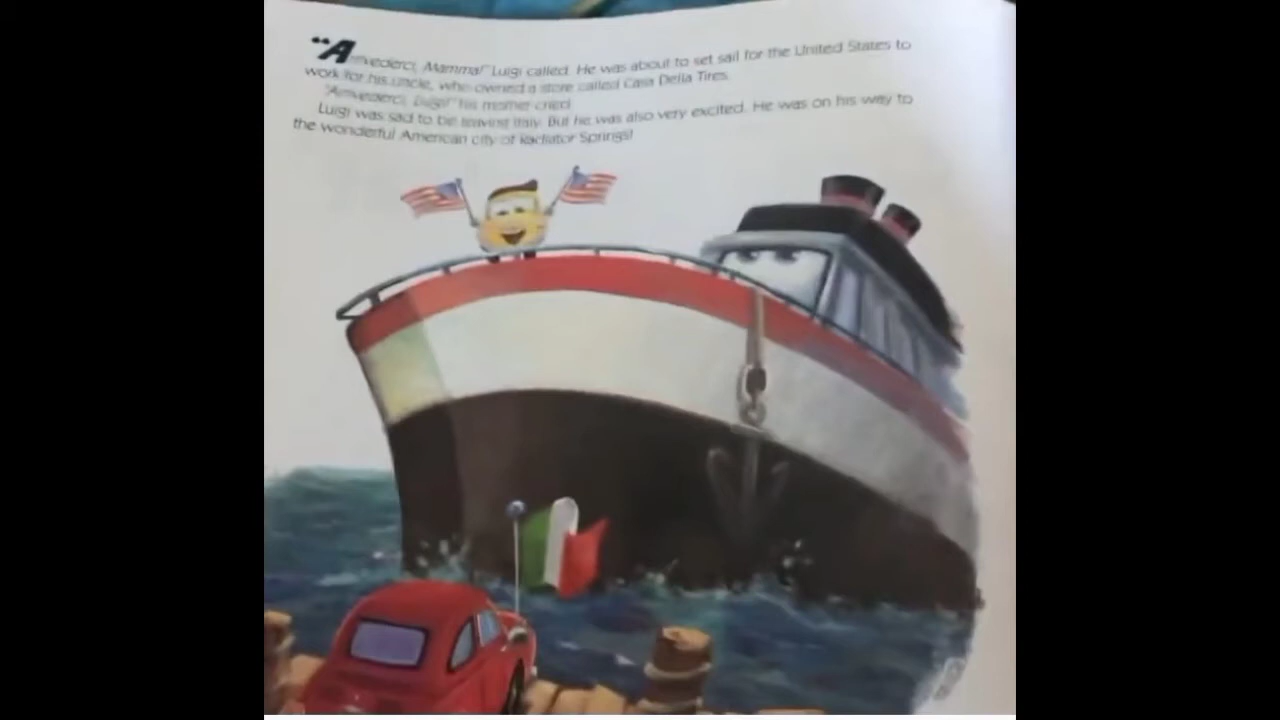 “Arrivederci, Mamma!” Luigi called. He was about to set sail for the United States to
work for his uncle, who owned a store called Casa Della Tires.
“Arrivederci, Luigi!” his mother cried.
Luigi was sad to be leaving Italy. But he was also very excited. He was on his way to
the wonderful American city of Radiator Springs!